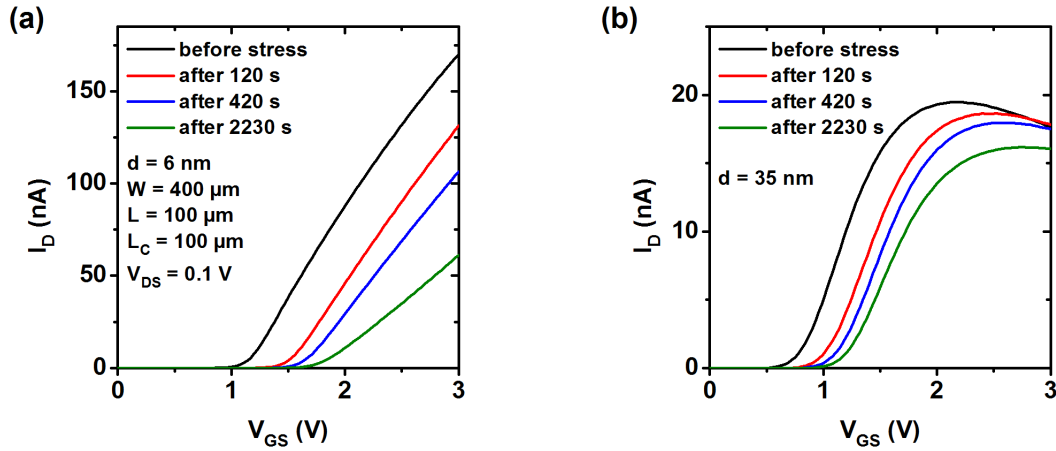 (a)
before stress
after 120 s
after 420 s
after 2230 s
d = 6 nm
W = 400 µm
L = 100 µm
L_C = 100 µm
V_DS = 0.1 V
I_D (nA)
150
100
50
0
0 1 2 3
V_GS (V)
(b)
before stress
after 120 s
after 420 s
after 2230 s
d = 35 nm
I_D (nA)
20
10
0
0 1 2 3
V_GS (V)